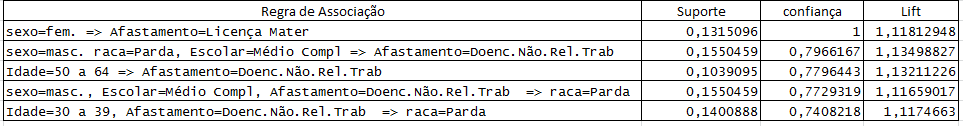 Regra de Associação Suporte confiança Lift
sexo=fem. => Afastamento=Licença Mater 0,1315096 1 1,11812948
sexo=masc. raca=Parda, Escolar=Médio Compl => Afastamento=Doenc.Não.Rel.Trab 0,1550459 0,7966167 1,13498827
Idade=50 a 64 => Afastamento=Doenc.Não.Rel.Trab 0,1039095 0,7796443 1,13211226
sexo=masc., Escolar=Médio Compl, Afastamento=Doenc.Não.Rel.Trab => raca=Parda 0,1550459 0,7729319 1,11659017
Idade=30 a 39, Afastamento=Doenc.Não.Rel.Trab => raca=Parda 0,1400888 0,7408218 1,1174663